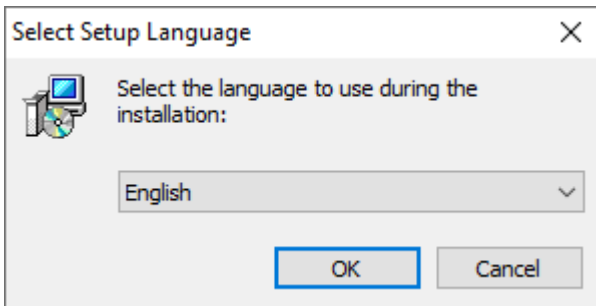 Select Setup Language
Select the language to use during the
installation:
English
OK
Cancel